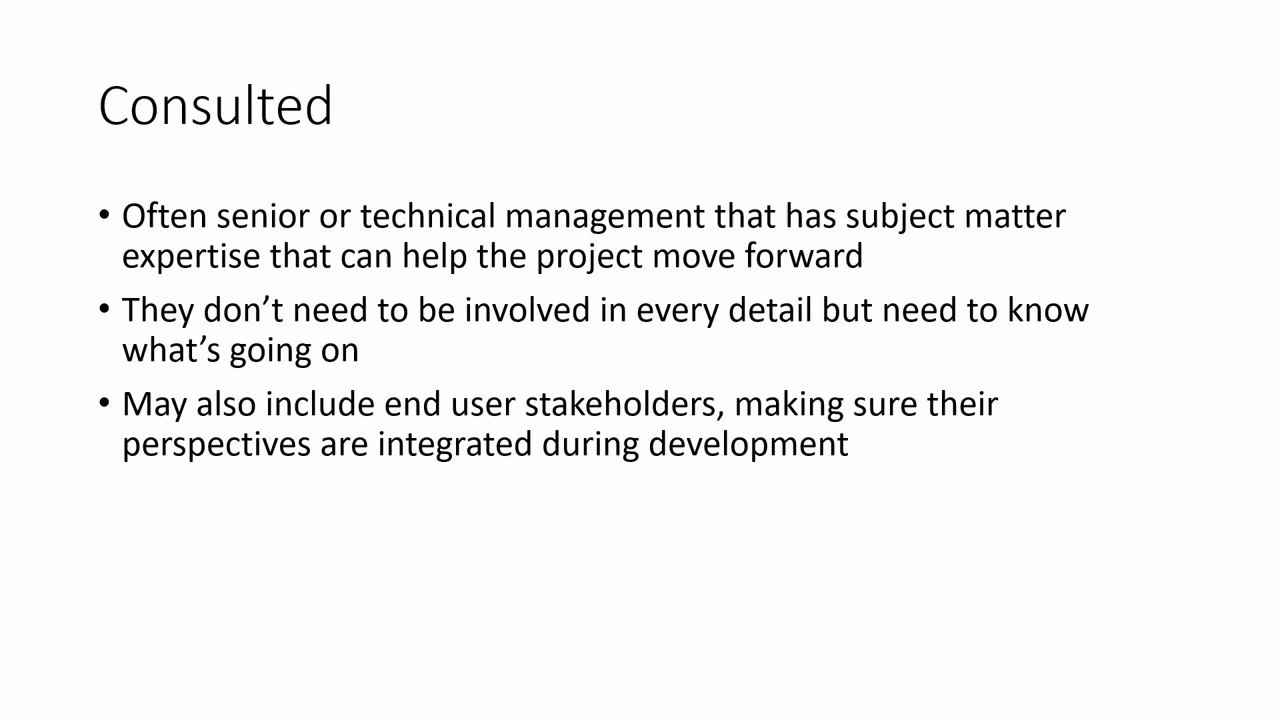 Consulted
• Often senior or technical management that has subject matter
expertise that can help the project move forward
• They don’t need to be involved in every detail but need to know
what’s going on
• May also include end user stakeholders, making sure their
perspectives are integrated during development